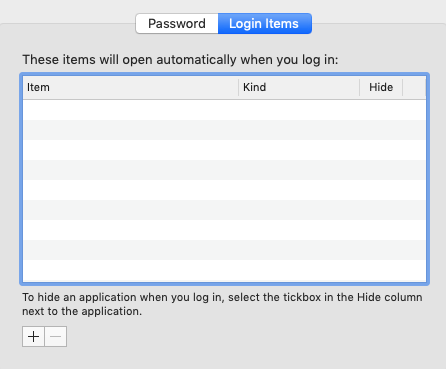 Password Login Items
These items will open automatically when you log in:
Item Kind Hide
To hide an application when you log in, select the tickbox in the Hide column
next to the application.
+ −